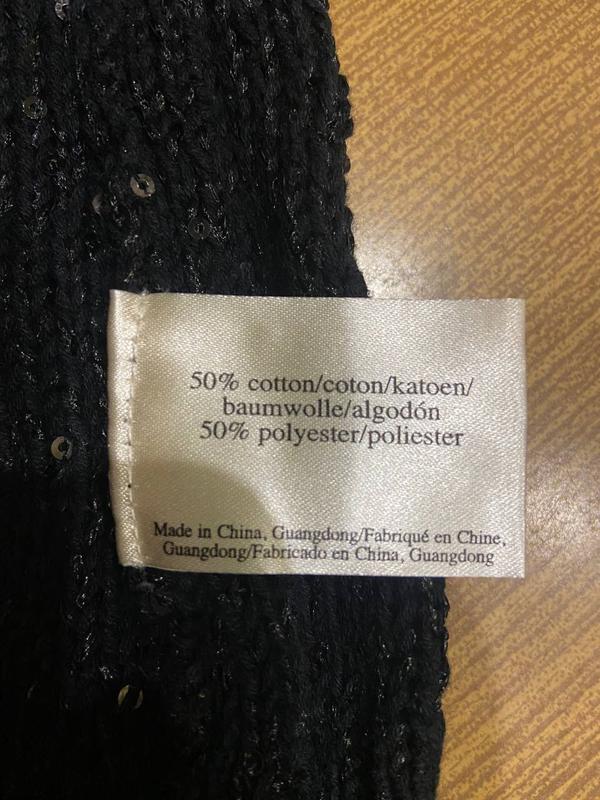 50% cotton/coton/katoen/
baumwolle/algodón
50% polyester/poliester
Made in China, Guangdong/Fabriqué en Chine,
Guangdong/Fabricado en China, Guangdong